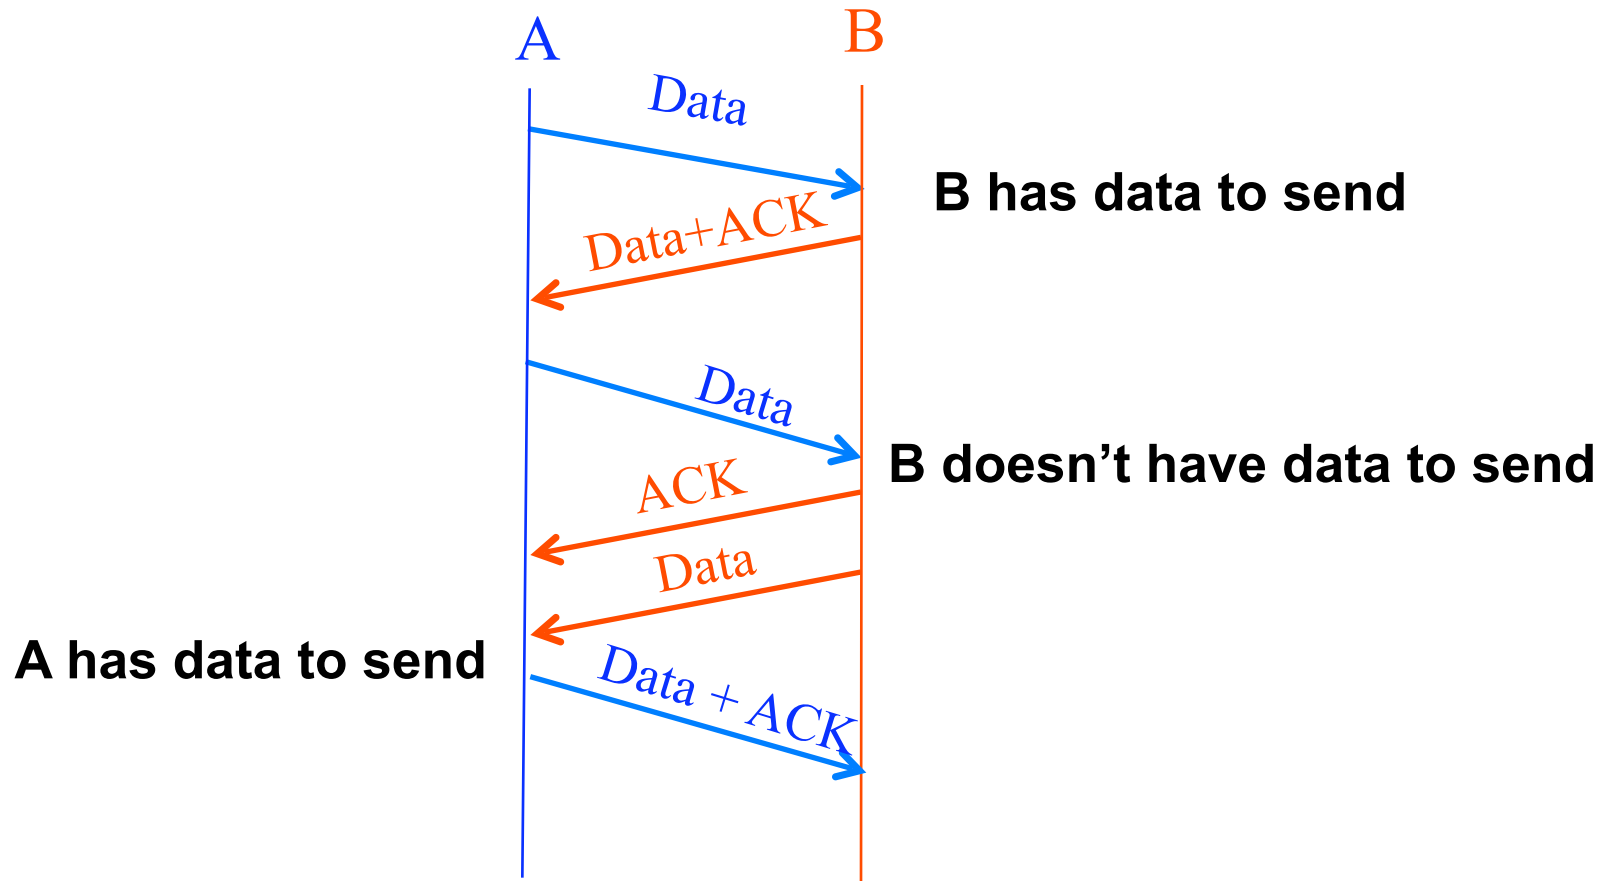 A
B
Data
B has data to send
Data+ACK
Data
B doesn’t have data to send
ACK
Data
A has data to send
Data + ACK